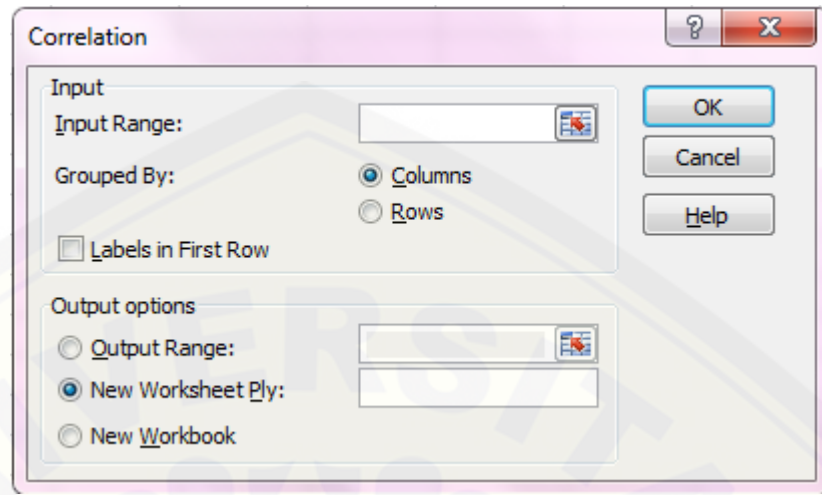 Correlation
?
Input
Input Range:
Grouped By:
Columns
Rows
Labels in First Row
OK
Cancel
Help
Output options
Output Range:
New Worksheet Ply:
New Workbook